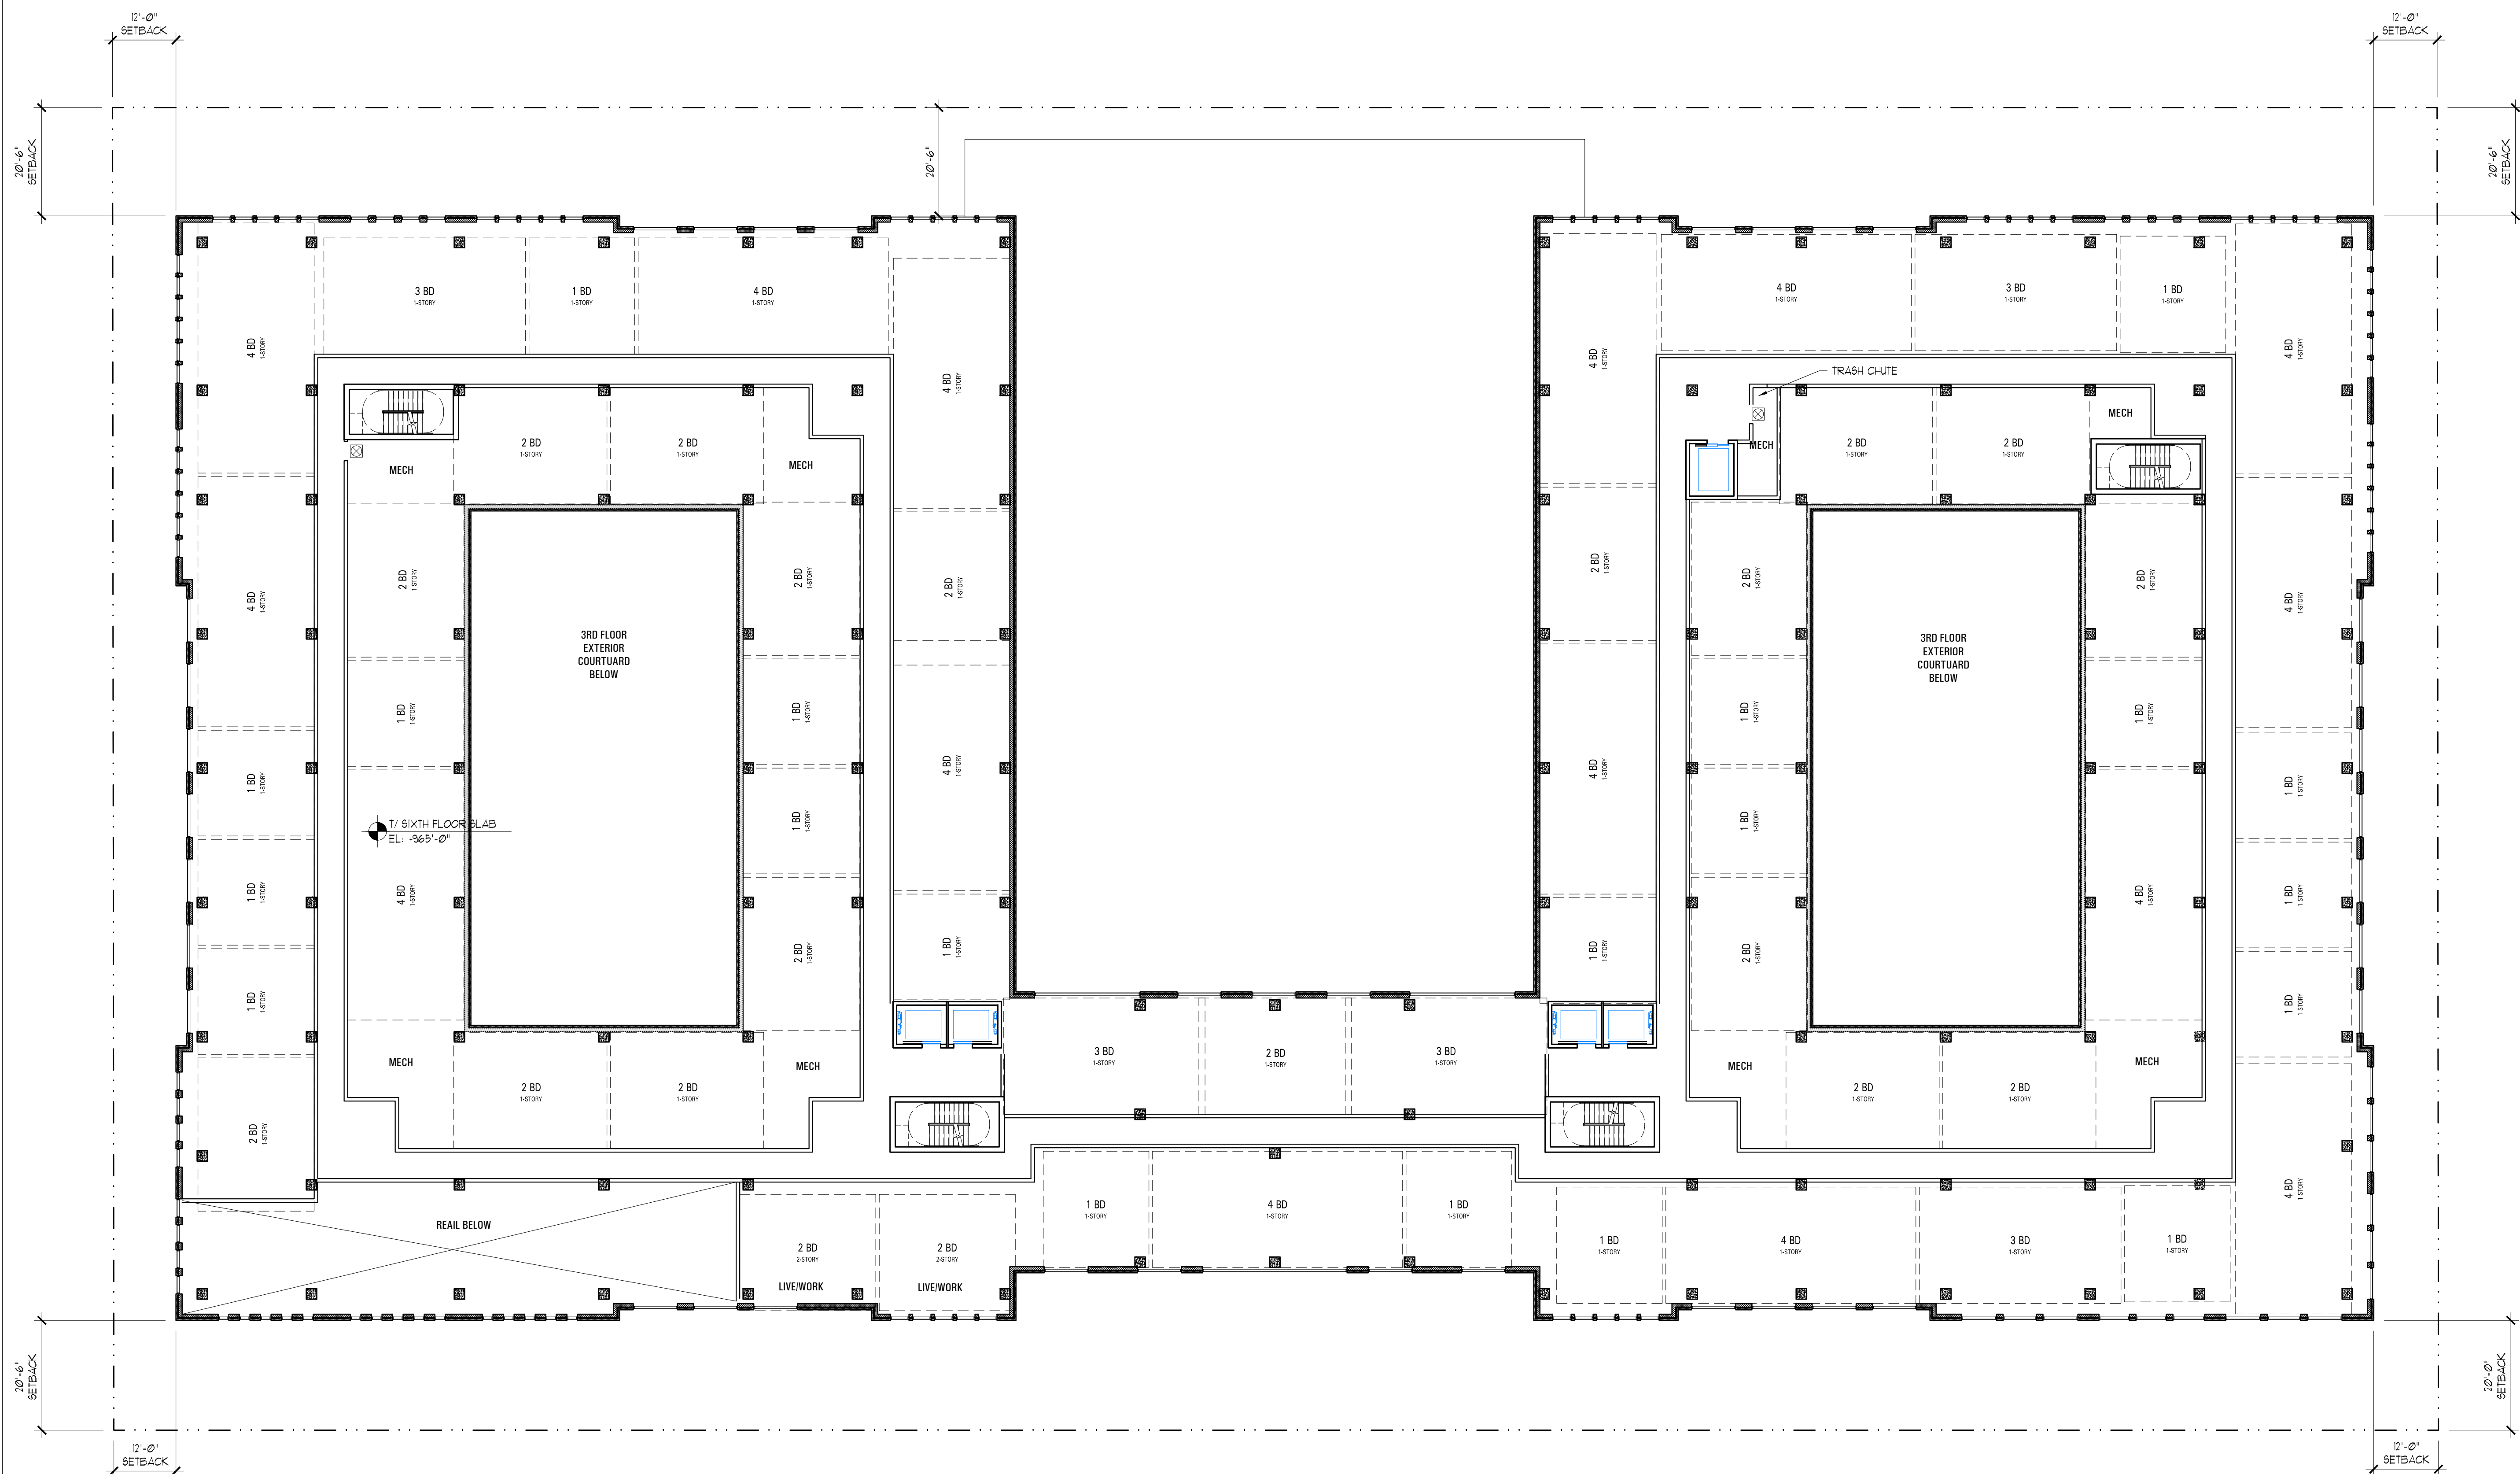 12'-0"
SETBACK
12'-0"
SETBACK
20'-6"
SETBACK
20'-6"
20'-6"
SETBACK
3 BD
1-STORY
1 BD
1-STORY
4 BD
1-STORY
4 BD
1-STORY
3 BD
1-STORY
1 BD
1-STORY
4 BD
1-STORY
4 BD
1-STORY
4 BD
1-STORY
4 BD
1-STORY
TRASH CHUTE
MECH
2 BD
1-STORY
2 BD
1-STORY
MECH
MECH
MECH
2 BD
1-STORY
2 BD
1-STORY
2 BD
1-STORY
2 BD
1-STORY
2 BD
1-STORY
2 BD
1-STORY
2 BD
1-STORY
2 BD
1-STORY
4 BD
1-STORY
4 BD
1-STORY
3RD FLOOR
EXTERIOR
COURTUARD
BELOW
3RD FLOOR
EXTERIOR
COURTUARD
BELOW
1 BD
1-STORY
1 BD
1-STORY
1 BD
1-STORY
1 BD
1-STORY
1 BD
1-STORY
4 BD
1-STORY
4 BD
1-STORY
1 BD
1-STORY
T/ SIXTH FLOOR SLAB
EL: +965'-0"
1 BD
1-STORY
1 BD
1-STORY
1 BD
1-STORY
4 BD
1-STORY
4 BD
1-STORY
1 BD
1-STORY
2 BD
1-STORY
1 BD
1-STORY
1 BD
1-STORY
2 BD
1-STORY
1 BD
1-STORY
1 BD
1-STORY
MECH
MECH
3 BD
1-STORY
2 BD
1-STORY
3 BD
1-STORY
MECH
MECH
2 BD
1-STORY
2 BD
1-STORY
2 BD
1-STORY
2 BD
1-STORY
2 BD
1-STORY
4 BD
1-STORY
REAIL BELOW
1 BD
1-STORY
4 BD
1-STORY
1 BD
1-STORY
2 BD
2-STORY
LIVE/WORK
2 BD
2-STORY
LIVE/WORK
1 BD
1-STORY
4 BD
1-STORY
3 BD
1-STORY
1 BD
1-STORY
20'-6"
SETBACK
20'-0"
SETBACK
12'-0"
SETBACK
12'-0"
SETBACK